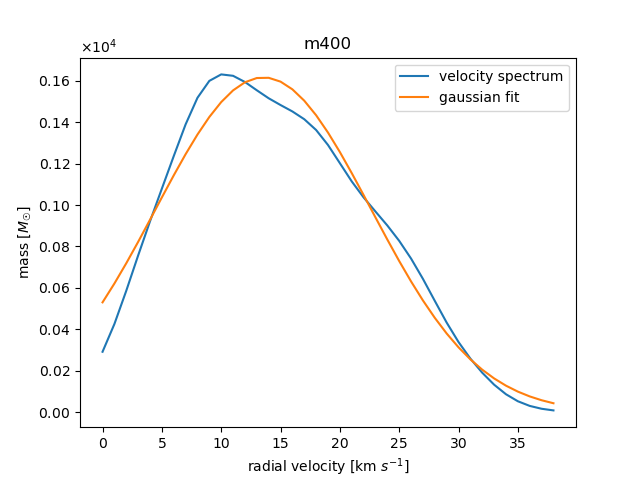 m400
×10⁴
velocity spectrum
gaussian fit
0.16
0.14
0.12
0.10
0.08
0.06
0.04
0.02
0.00
mass [M☉]
0 5 10 15 20 25 30 35
radial velocity [km s⁻¹]